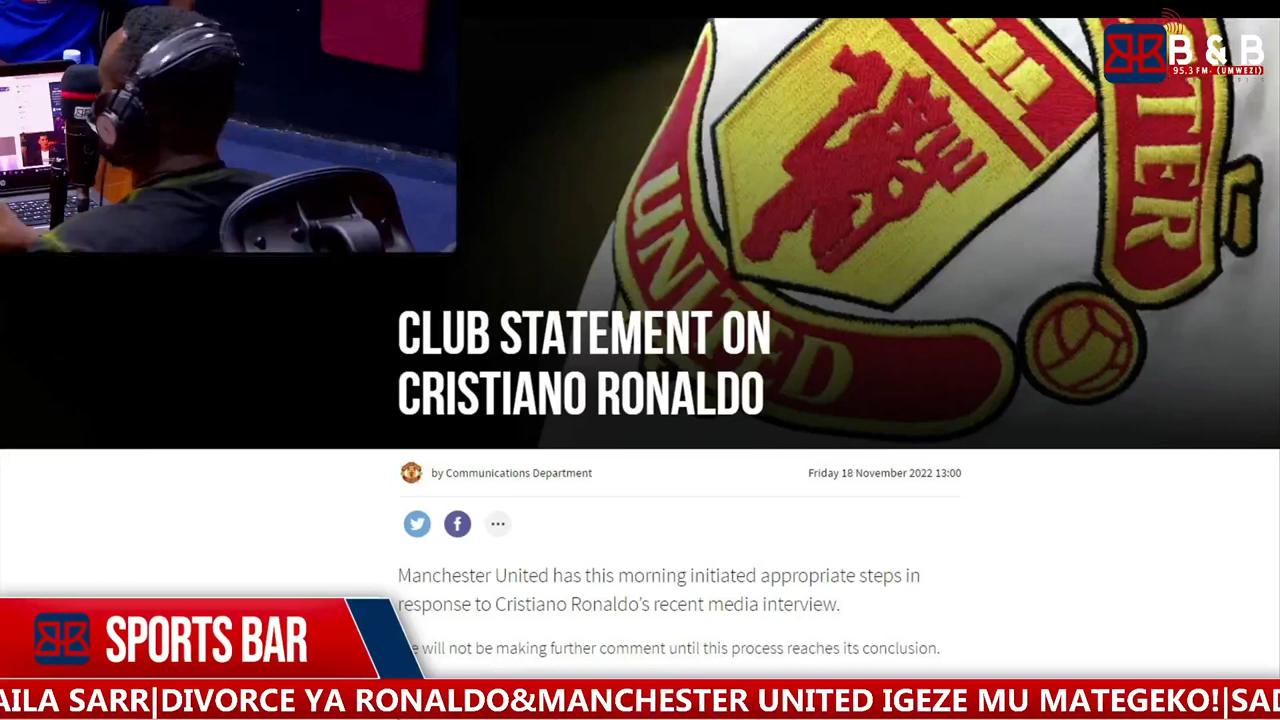 B & B
95.3 FM. (UMWEZI)
UNITED
TER
CLUB STATEMENT ON
CRISTIANO RONALDO
by Communications Department
Friday 18 November 2022 13:00
Manchester United has this morning initiated appropriate steps in
response to Cristiano Ronaldo's recent media interview.
e will not be making further comment until this process reaches its conclusion.
SPORTS BAR
AILA SARR|DIVORCE YA RONALDO&MANCHESTER UNITED IGEZE MU MATEGEKO!|SAD